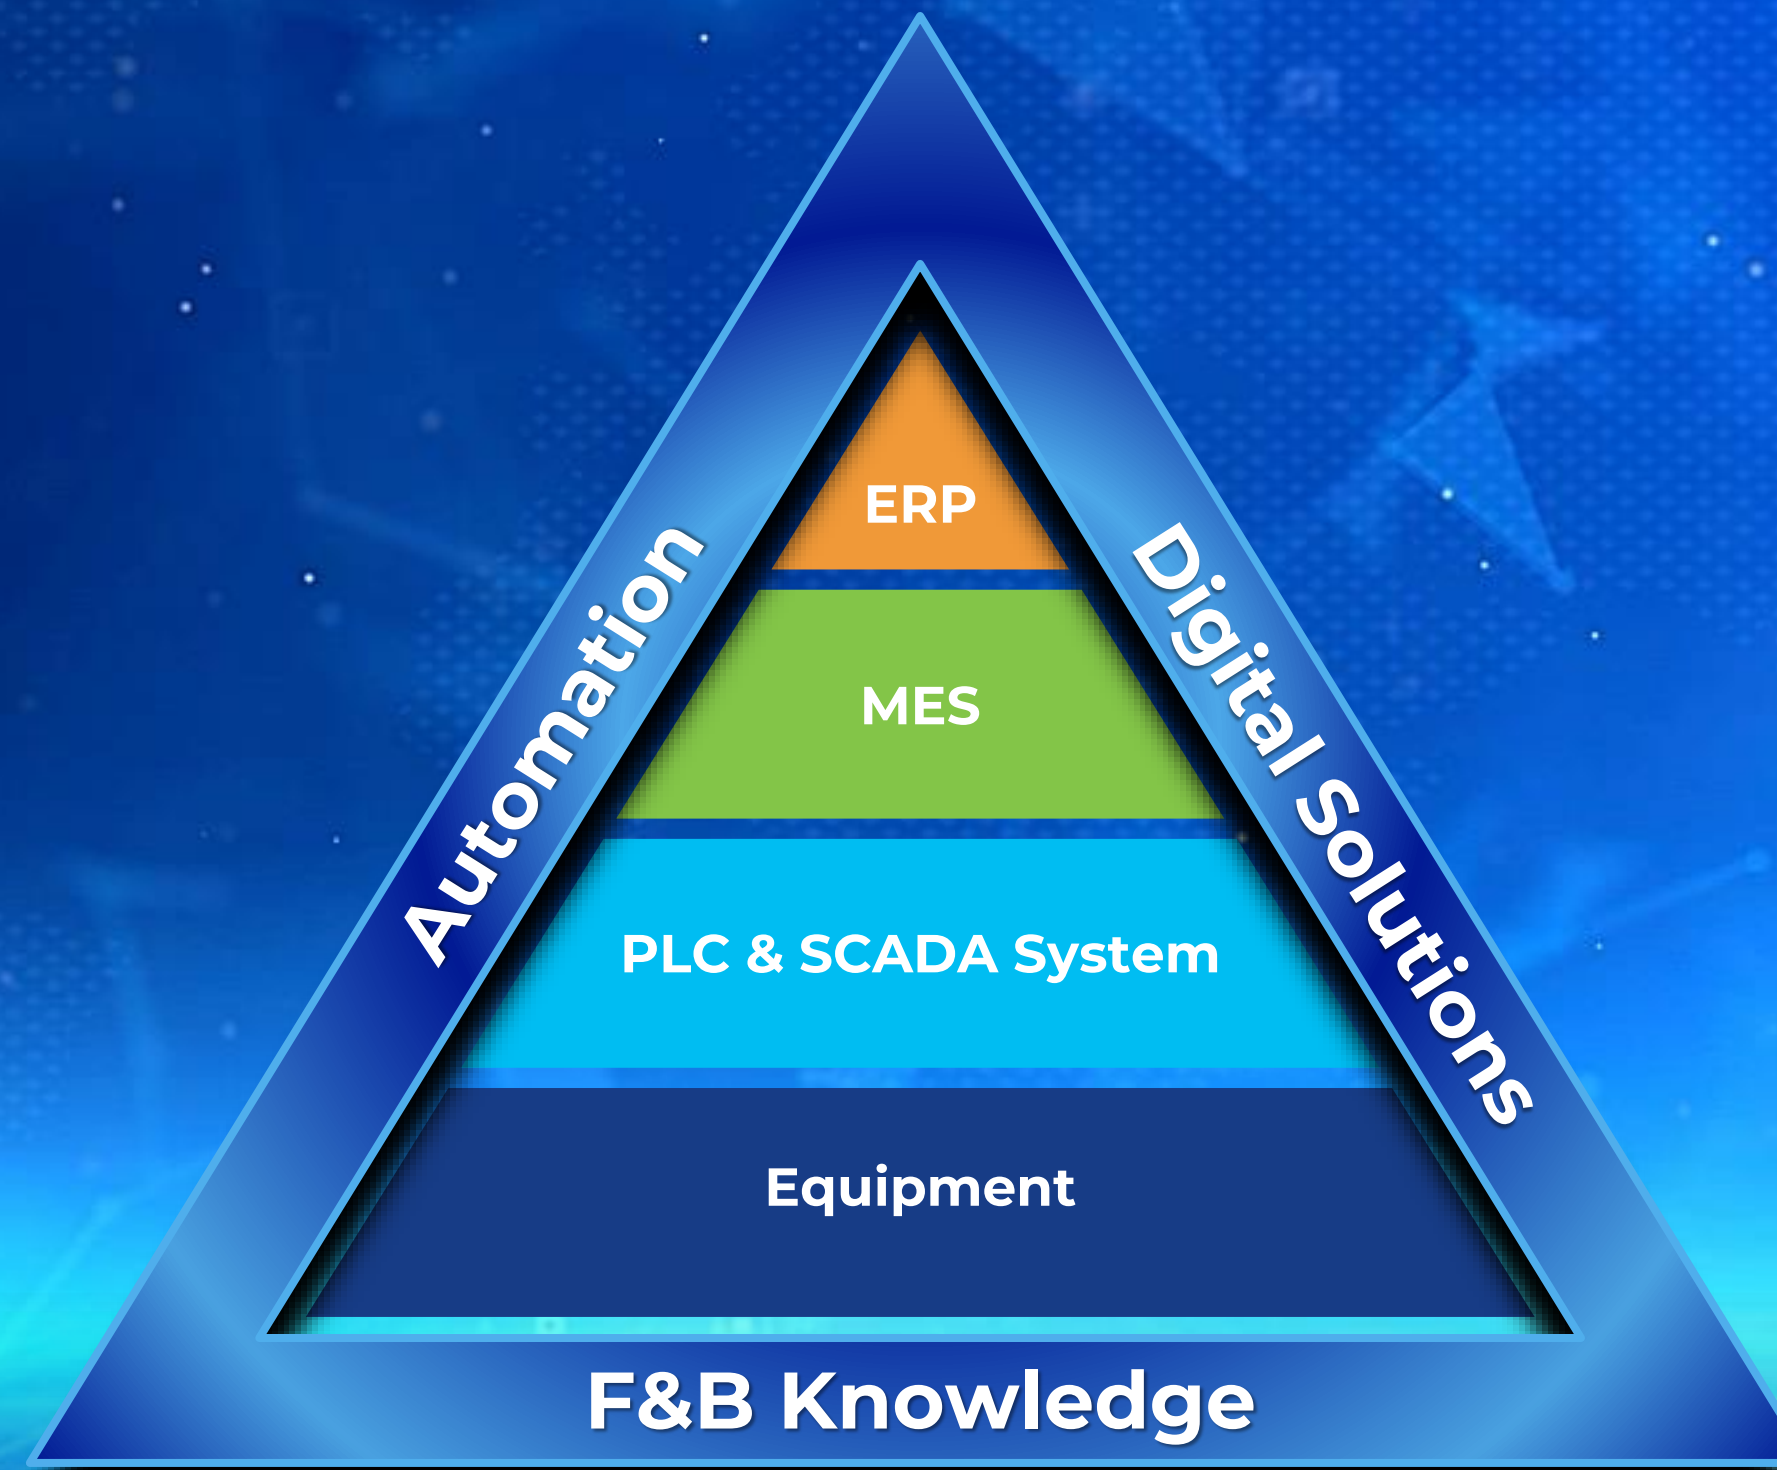 ERP
Automation
Digital Solutions
MES
PLC & SCADA System
Equipment
F&B Knowledge